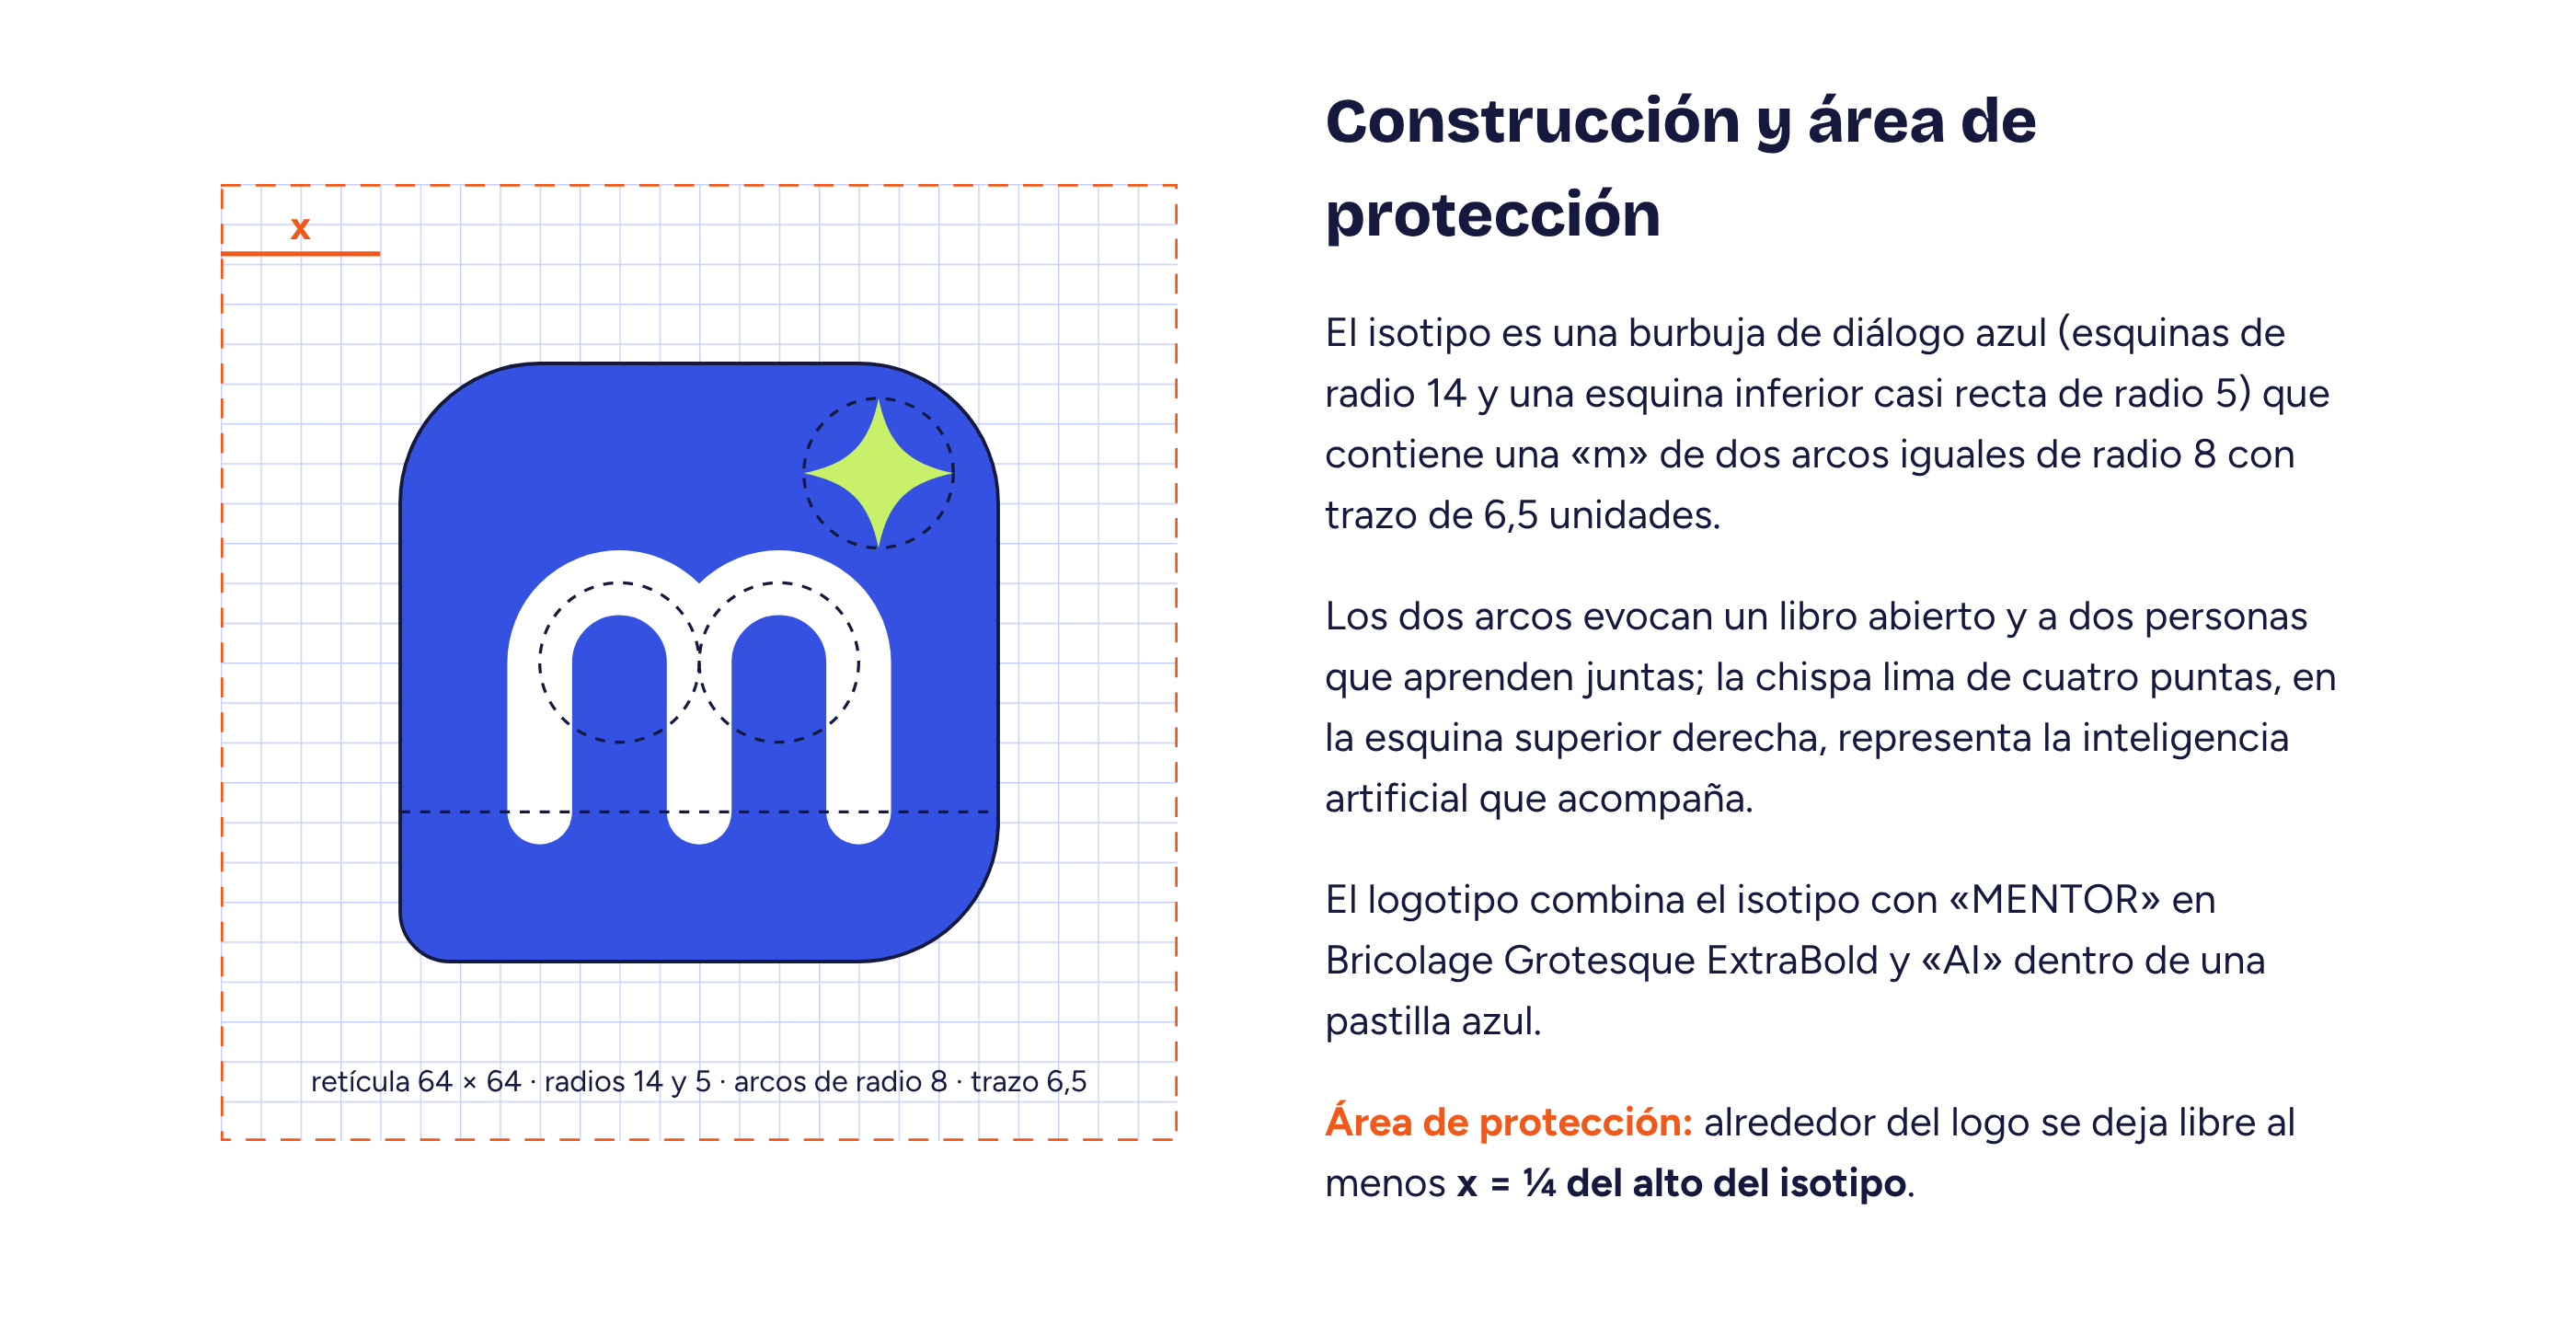 x
retícula 64 × 64 · radios 14 y 5 · arcos de radio 8 · trazo 6,5
Construcción y área de
protección
El isotipo es una burbuja de diálogo azul (esquinas de
radio 14 y una esquina inferior casi recta de radio 5) que
contiene una «m» de dos arcos iguales de radio 8 con
trazo de 6,5 unidades.
Los dos arcos evocan un libro abierto y a dos personas
que aprenden juntas; la chispa lima de cuatro puntas, en
la esquina superior derecha, representa la inteligencia
artificial que acompaña.
El logotipo combina el isotipo con «MENTOR» en
Bricolage Grotesque ExtraBold y «AI» dentro de una
pastilla azul.
Área de protección: alrededor del logo se deja libre al
menos x = ¼ del alto del isotipo.